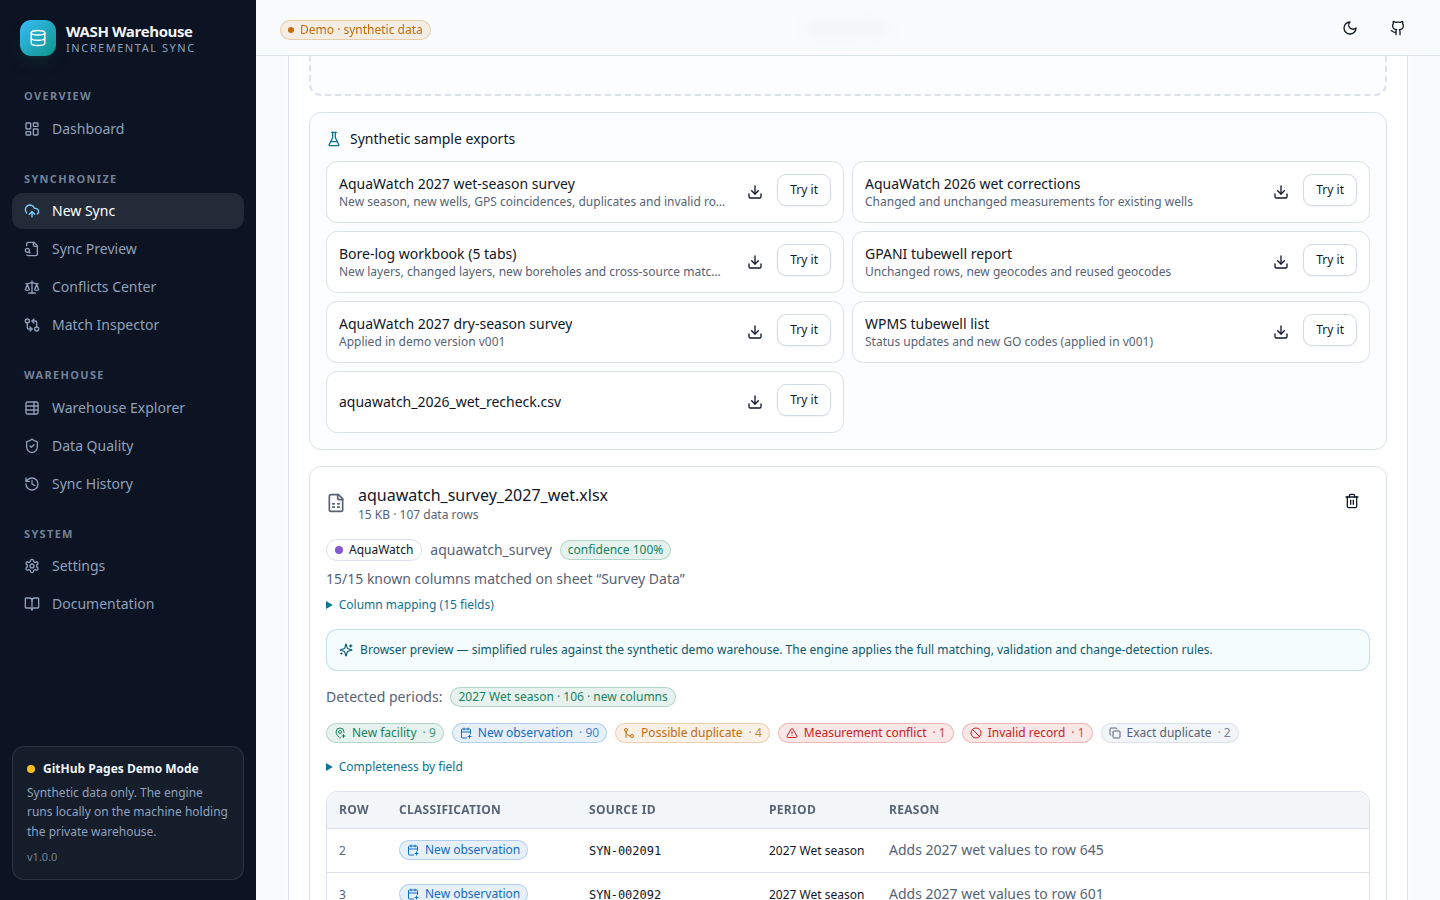 WASH Warehouse
INCREMENTAL SYNC
OVERVIEW
Dashboard
SYNCHRONIZE
New Sync
Sync Preview
Conflicts Center
Match Inspector
WAREHOUSE
Warehouse Explorer
Data Quality
Sync History
SYSTEM
Settings
Documentation
GitHub Pages Demo Mode
Synthetic data only. The engine
runs locally on the machine holding
the private warehouse.
v1.0.0
Demo · synthetic data
Synthetic sample exports
AquaWatch 2027 wet-season survey
New season, new wells, GPS coincidences, duplicates and invalid ro...
Try it
AquaWatch 2026 wet corrections
Changed and unchanged measurements for existing wells
Try it
Bore-log workbook (5 tabs)
New layers, changed layers, new boreholes and cross-source matc...
Try it
GPANI tubewell report
Unchanged rows, new geocodes and reused geocodes
Try it
AquaWatch 2027 dry-season survey
Applied in demo version v001
Try it
WPMS tubewell list
Status updates and new GO codes (applied in v001)
Try it
aquawatch_2026_wet_recheck.csv
Try it
aquawatch_survey_2027_wet.xlsx
15 KB · 107 data rows
AquaWatch aquawatch_survey confidence 100%
15/15 known columns matched on sheet “Survey Data”
Column mapping (15 fields)
Browser preview — simplified rules against the synthetic demo warehouse. The engine applies the full matching, validation and change-detection rules.
Detected periods: 2027 Wet season · 106 · new columns
New facility · 9 New observation · 90 Possible duplicate · 4 Measurement conflict · 1 Invalid record · 1 Exact duplicate · 2
Completeness by field
ROW CLASSIFICATION SOURCE ID PERIOD REASON
2 New observation SYN-002091 2027 Wet season Adds 2027 wet values to row 645
3 New observation SYN-002092 2027 Wet season Adds 2027 wet values to row 601